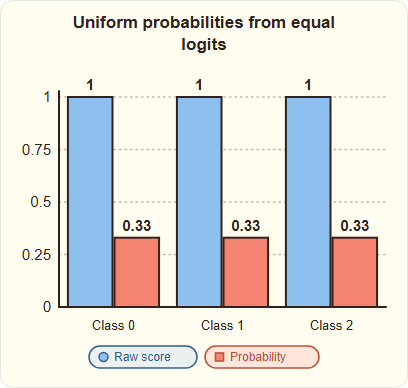 Uniform probabilities from equal
logits
1 1 1
1
0.75
0.5
0.33 0.33 0.33
0.25
0
Class 0 Class 1 Class 2
Raw score Probability